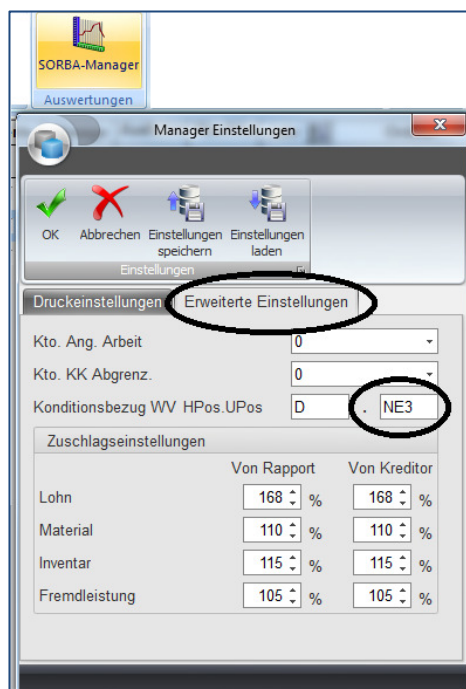 SORBA-Manager
Auswertungen
Manager Einstellungen
OK Abbrechen Einstellungen speichern Einstellungen laden
Einstellungen
Druckeinstellungen Erweiterte Einstellungen
Kto. Ang. Arbeit 0
Kto. KK Abgrenz. 0
Konditionsbezug WV HPos.UPos D . NE3
Zuschlagseinstellungen
Von Rapport Von Kreditor
Lohn 168 % 168 %
Material 110 % 110 %
Inventar 115 % 115 %
Fremdleistung 105 % 105 %